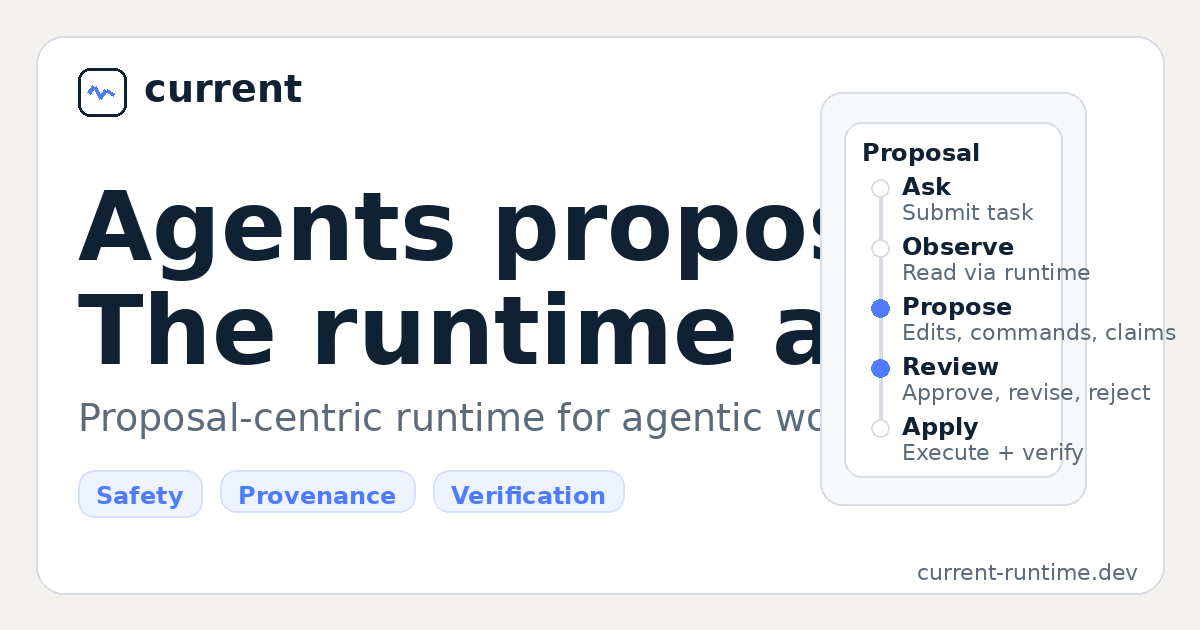 current
Agents propos
The runtime a
Proposal-centric runtime for agentic wo
Safety
Provenance
Verification
Proposal
Ask
Submit task
Observe
Read via runtime
Propose
Edits, commands, claims
Review
Approve, revise, reject
Apply
Execute + verify
current-runtime.dev